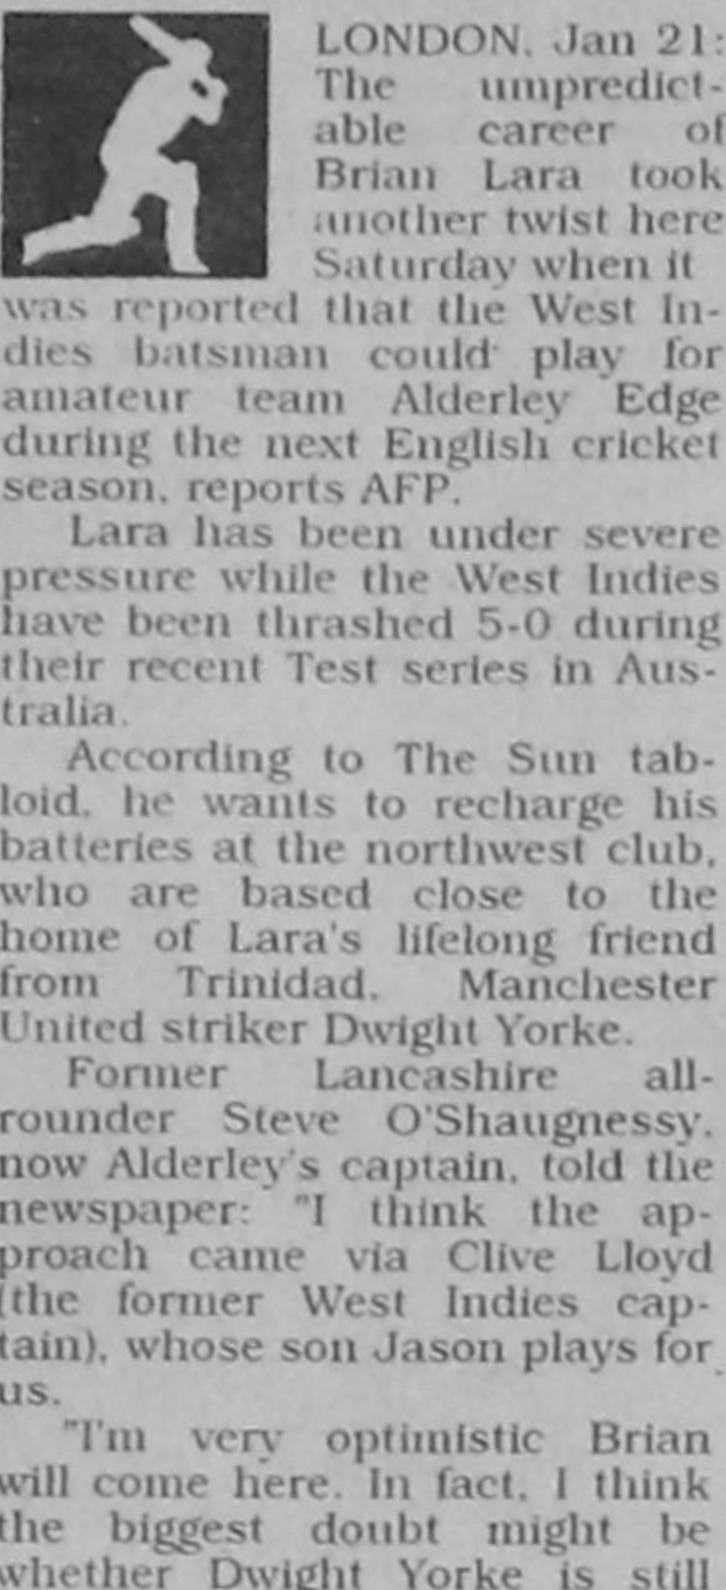 LONDON, Jan 21:
The umpredict-
able career of
Brian Lara took
another twist here
Saturday when it
was reported that the West In-
dies batsman could play for
amateur team Alderley Edge
during the next English cricket
season, reports AFP.
Lara has been under severe
pressure while the West Indies
have been thrashed 5-0 during
their recent Test series in Aus-
tralia.
According to The Sun tab-
loid, he wants to recharge his
batteries at the northwest club,
who are based close to the
home of Lara's lifelong friend
from Trinidad, Manchester
United striker Dwight Yorke.
Former Lancashire all-
rounder Steve O'Shaugnessy,
now Alderley's captain, told the
newspaper: "I think the ap-
proach came via Clive Lloyd
(the former West Indies cap-
tain), whose son Jason plays for
us.
"I'm very optimistic Brian
will come here. In fact, I think
the biggest doubt might be
whether Dwight Yorke is still